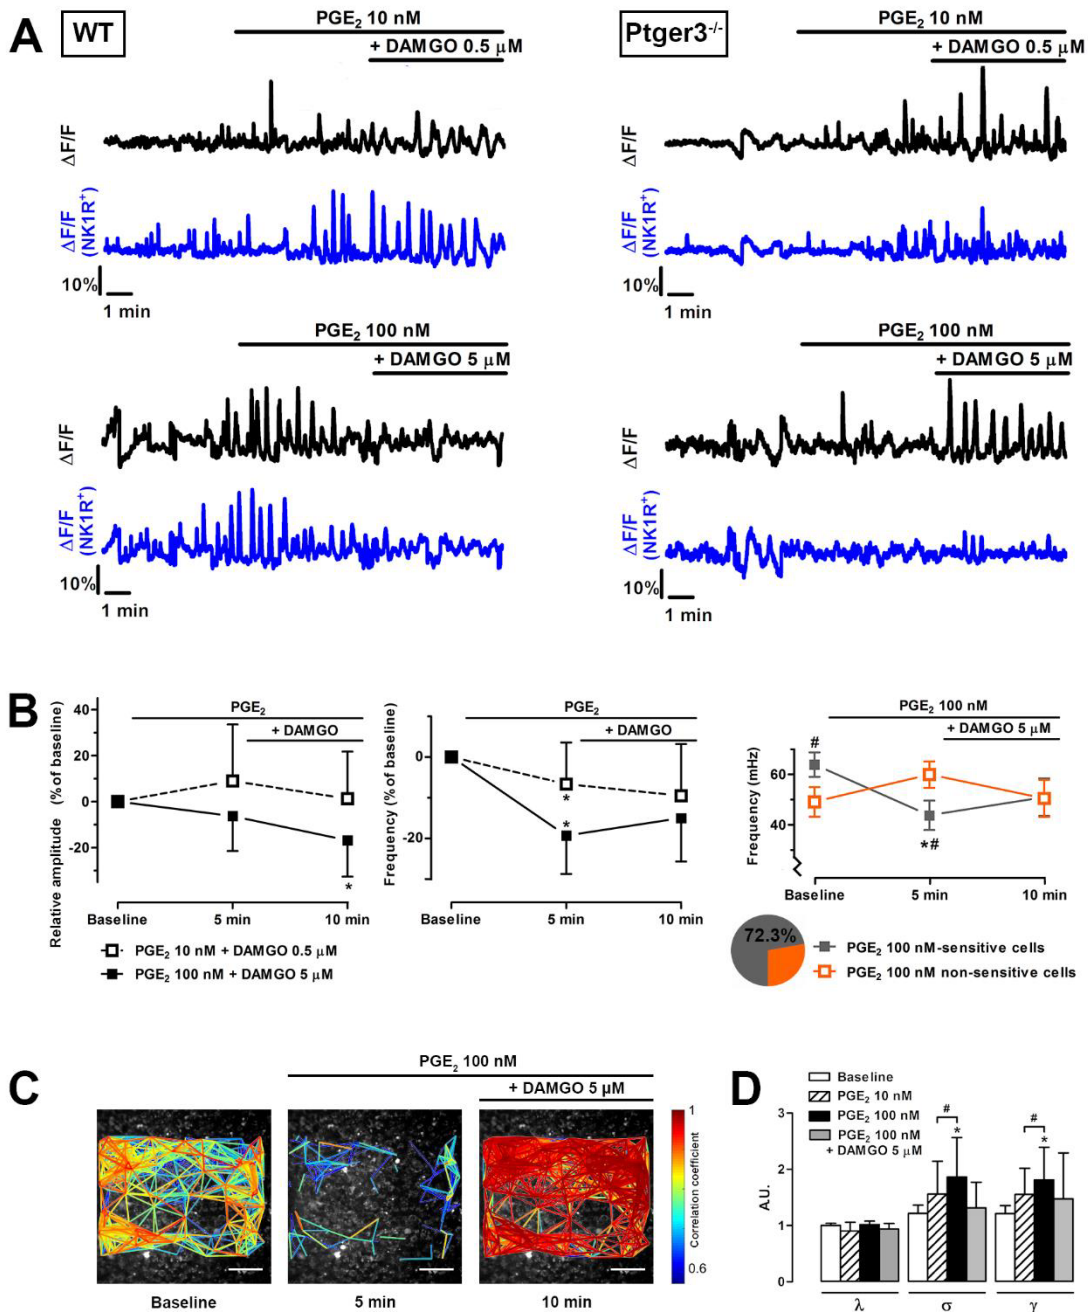 A
WT
PGE₂ 10 nM
+ DAMGO 0.5 µM
ΔF/F
ΔF/F
(NK1R⁺)
10%
1 min
PGE₂ 100 nM
+ DAMGO 5 µM
ΔF/F
ΔF/F
(NK1R⁺)
10%
1 min
Ptger3⁻/⁻
PGE₂ 10 nM
+ DAMGO 0.5 µM
ΔF/F
ΔF/F
(NK1R⁺)
10%
1 min
PGE₂ 100 nM
+ DAMGO 5 µM
ΔF/F
ΔF/F
(NK1R⁺)
10%
1 min
B
Relative amplitude (% of baseline)
40
20
0
-20
PGE₂
+ DAMGO
*
Baseline
5 min
10 min
PGE₂ 10 nM + DAMGO 0.5 µM
PGE₂ 100 nM + DAMGO 5 µM
Frequency (% of baseline)
0
-20
PGE₂
+ DAMGO
*
*
Baseline
5 min
10 min
PGE₂ 100 nM
+ DAMGO 5 µM
Frequency (mHz)
60
40
#
*#
Baseline
5 min
10 min
72.3%
PGE₂ 100 nM-sensitive cells
PGE₂ 100 nM non-sensitive cells
C
PGE₂ 100 nM
+ DAMGO 5 µM
Baseline
5 min
10 min
1
Correlation coefficient
0.6
D
Baseline
PGE₂ 10 nM
PGE₂ 100 nM
PGE₂ 100 nM
+ DAMGO 5 µM
A.U.
3
2
1
0
#
*
#
*
λ
σ
γ